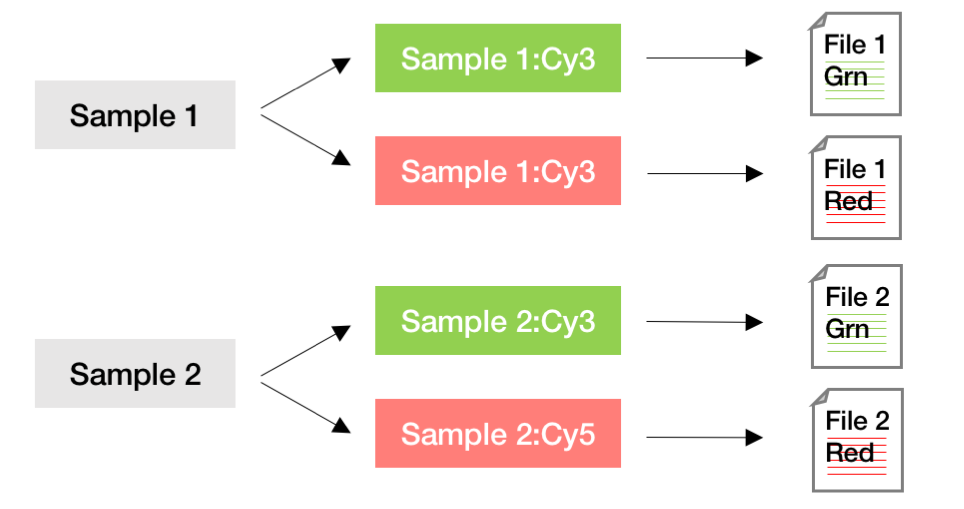 Sample 1
Sample 1:Cy3
File 1
Grn
Sample 1:Cy3
File 1
Red
Sample 2
Sample 2:Cy3
File 2
Grn
Sample 2:Cy5
File 2
Red